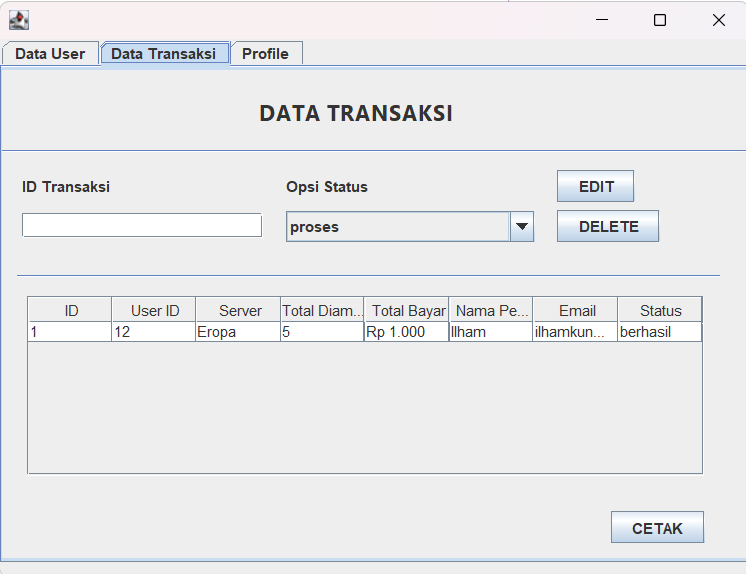 Data User Data Transaksi Profile
DATA TRANSAKSI
ID Transaksi Opsi Status EDIT
proses DELETE
ID User ID Server Total Diam... Total Bayar Nama Pe... Email Status
1 12 Eropa 5 Rp 1.000 Ilham ilhamkun... berhasil
CETAK